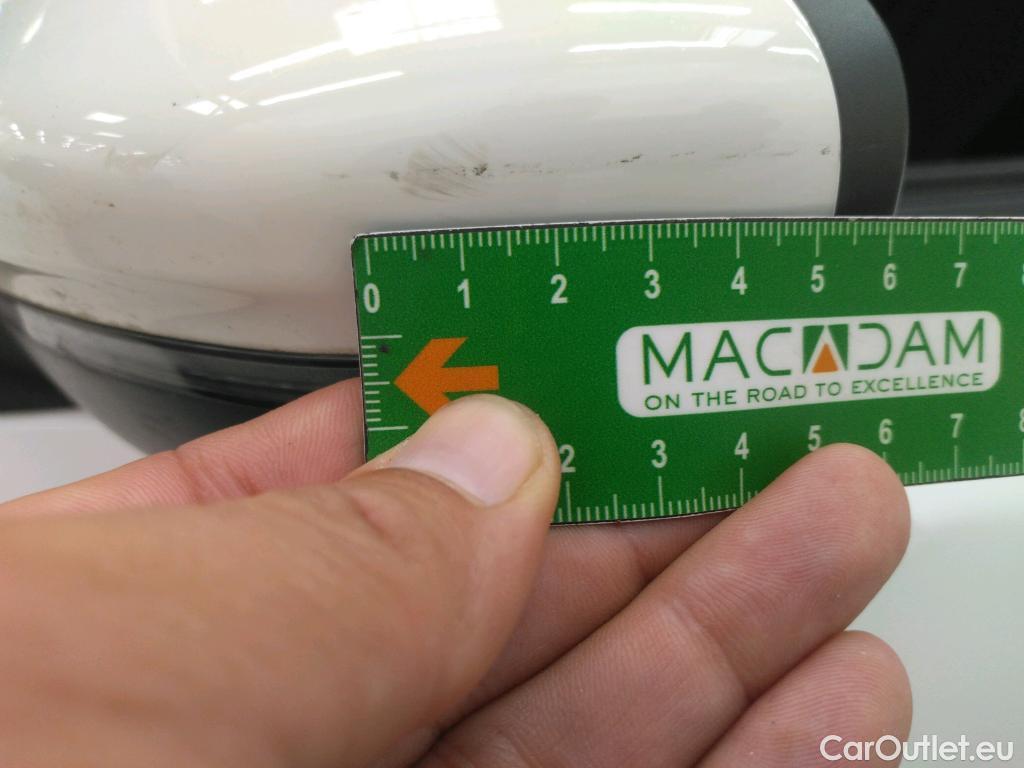 0 1 2 3 4 5 6 7 8
MACADAM
ON THE ROAD TO EXCELLENCE
2 3 4 5 6 7 8
CarOutlet.eu